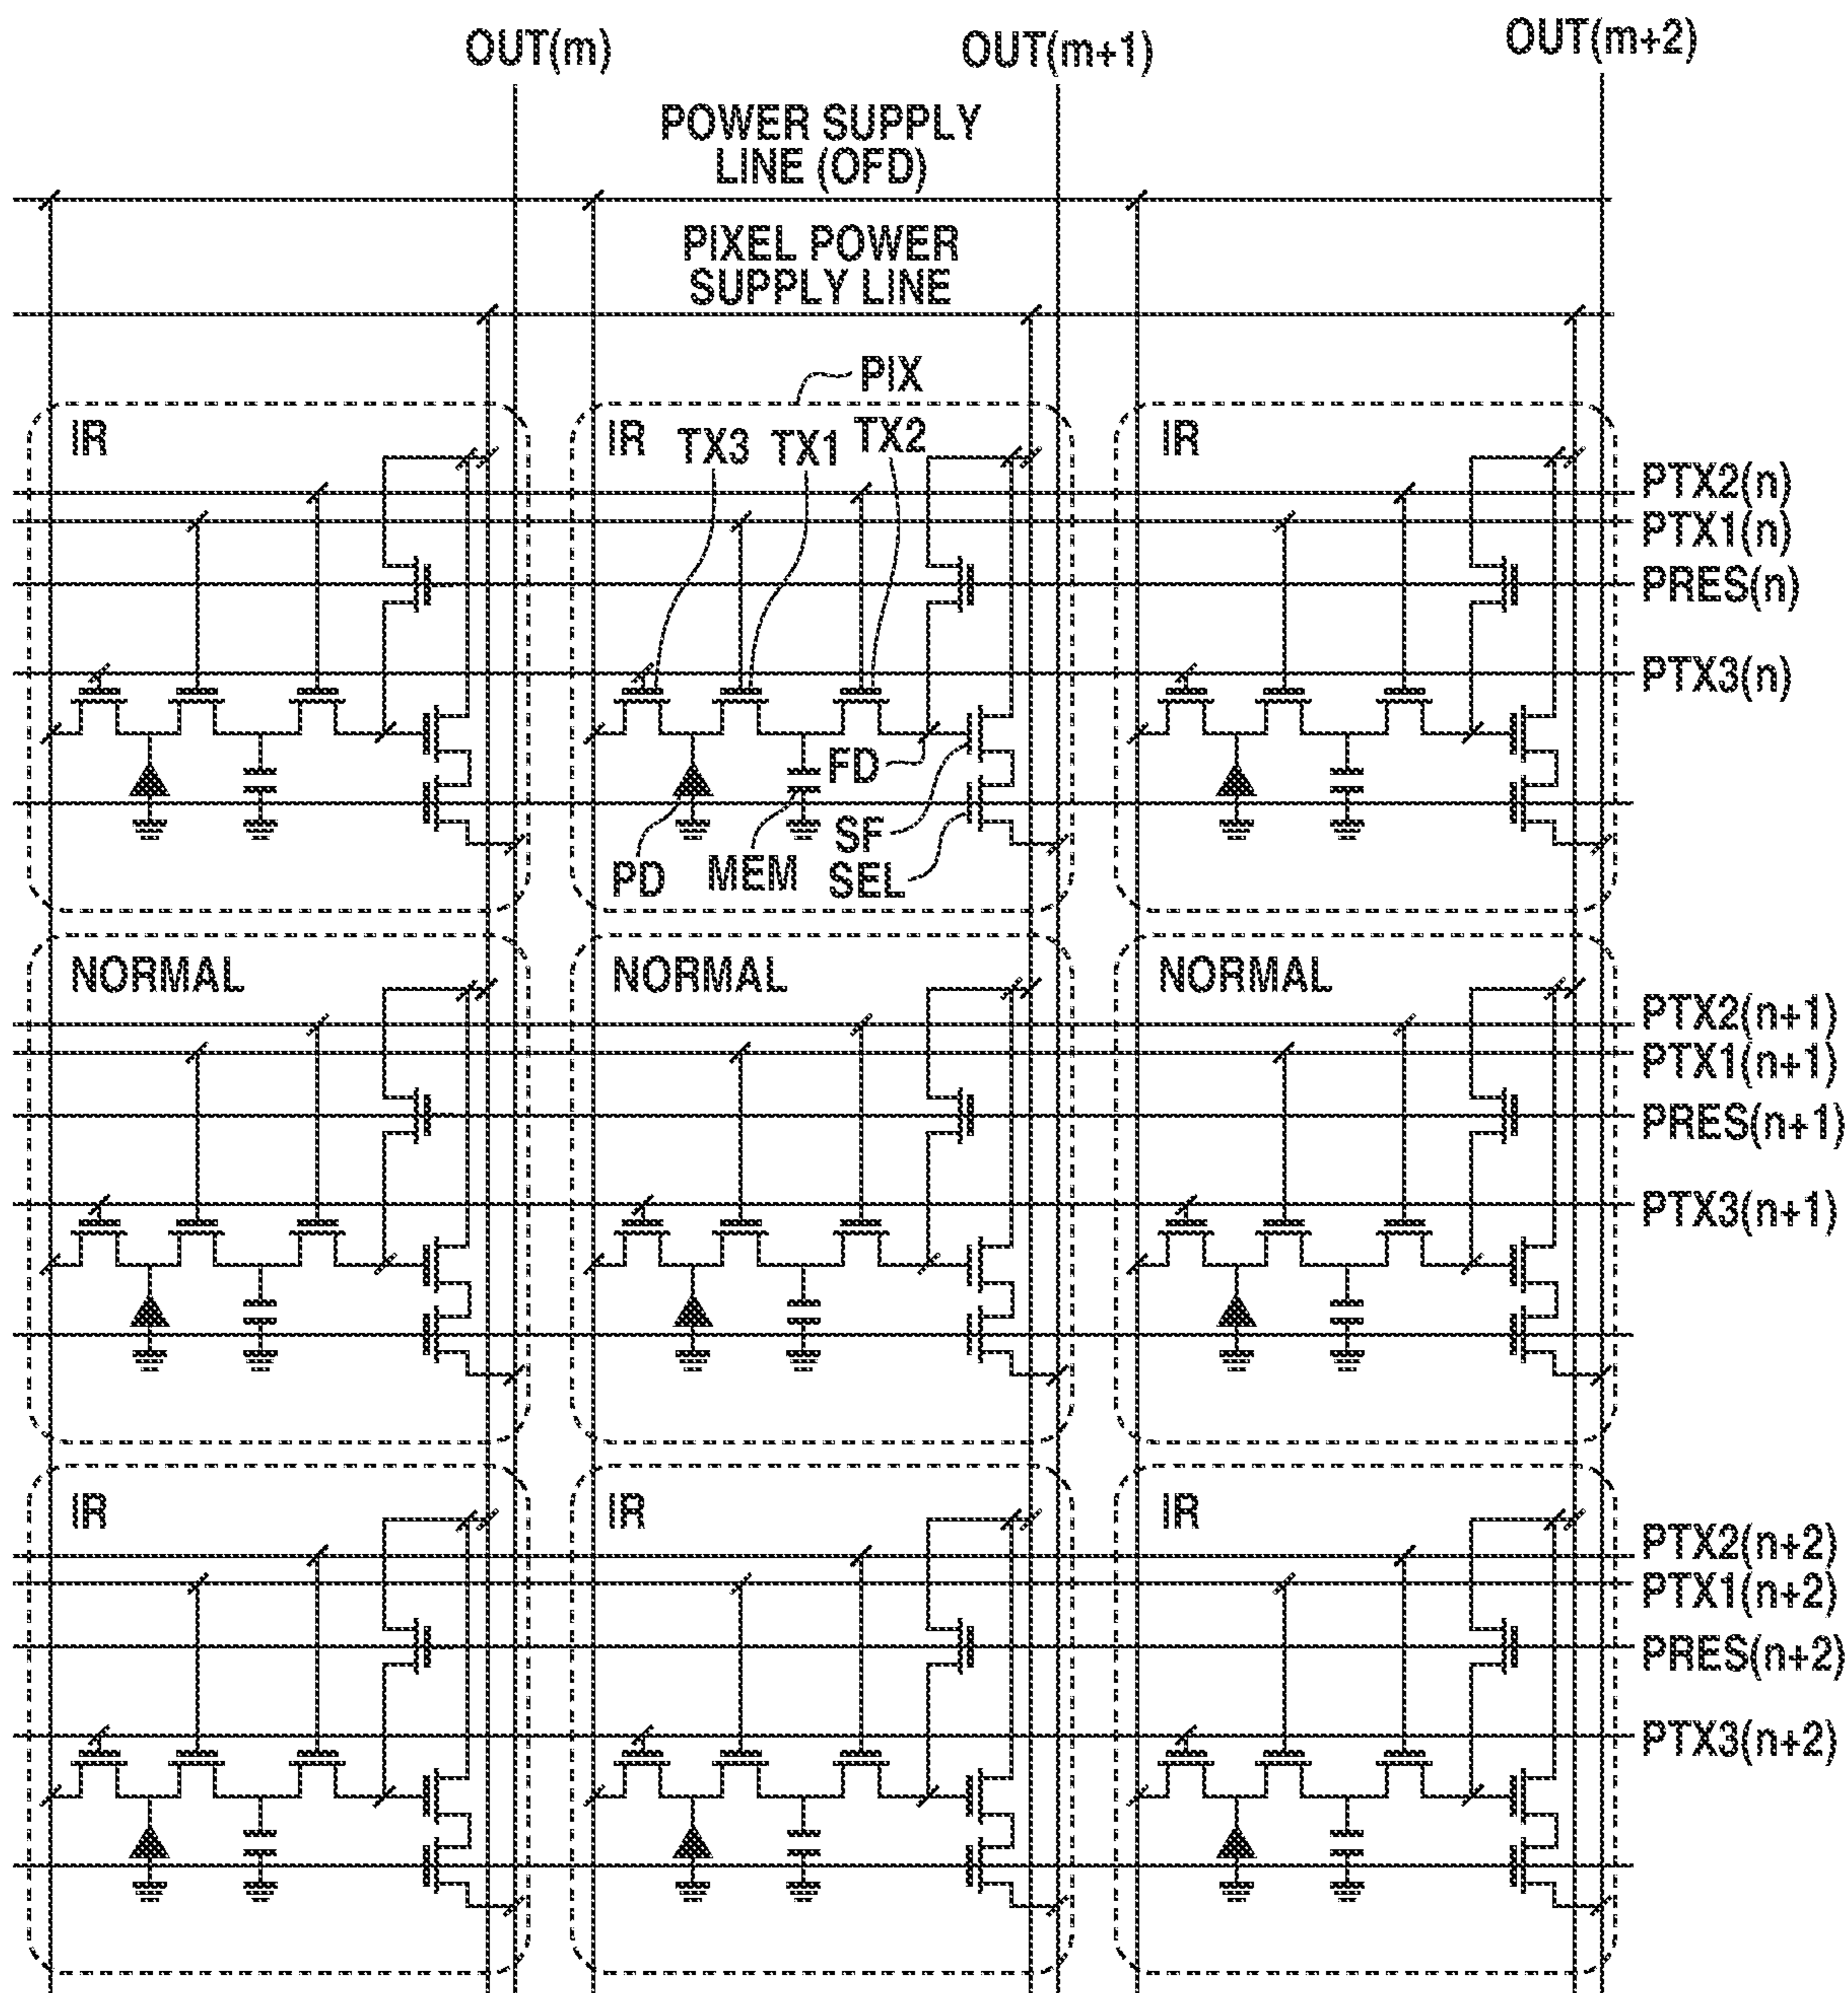 OUT(m)
OUT(m+1)
OUT(m+2)
POWER SUPPLY
LINE (OFD)
PIXEL POWER
SUPPLY LINE
PIX
IR
IR
TX3
TX1
TX2
IR
PTX2(n)
PTX1(n)
PRES(n)
PTX3(n)
FD
SF
PD
MEM
SEL
NORMAL
NORMAL
NORMAL
PTX2(n+1)
PTX1(n+1)
PRES(n+1)
PTX3(n+1)
IR
IR
IR
PTX2(n+2)
PTX1(n+2)
PRES(n+2)
PTX3(n+2)